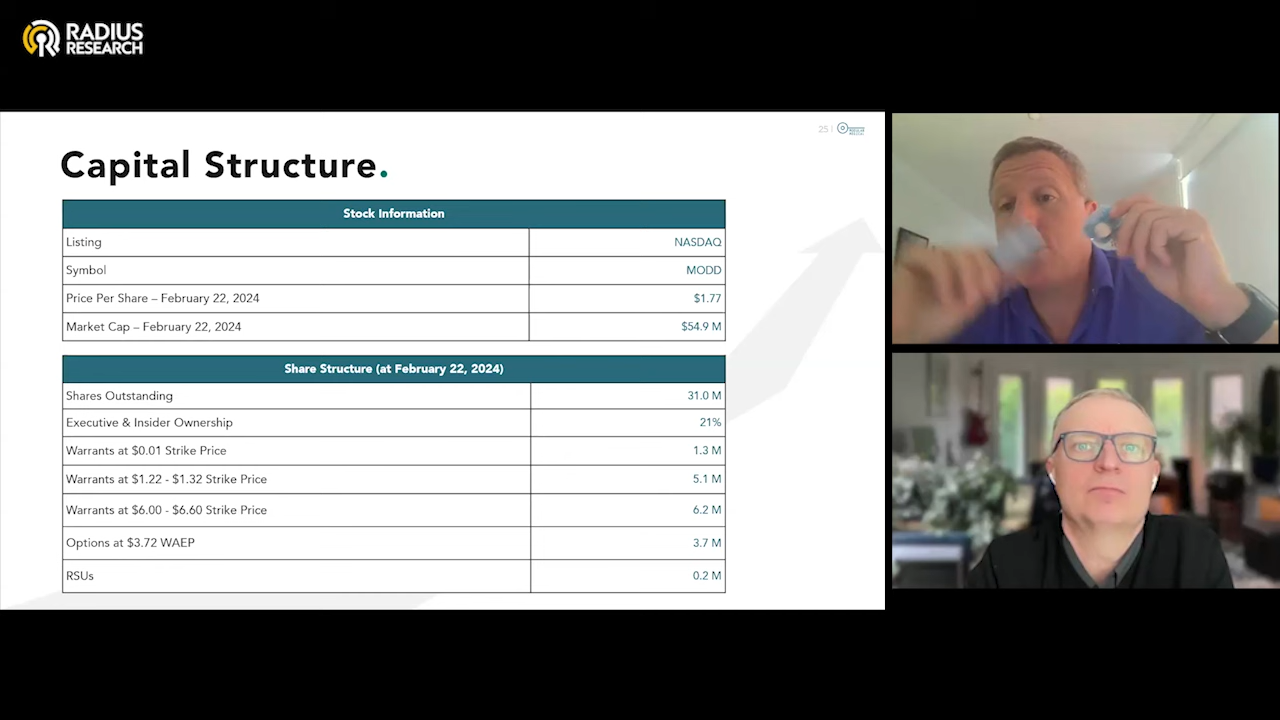 RADIUS
RESEARCH
25 |
Capital Structure.
Stock Information
Listing NASDAQ
Symbol MODD
Price Per Share – February 22, 2024 $1.77
Market Cap – February 22, 2024 $54.9 M
Share Structure (at February 22, 2024)
Shares Outstanding 31.0 M
Executive & Insider Ownership 21%
Warrants at $0.01 Strike Price 1.3 M
Warrants at $1.22 - $1.32 Strike Price 5.1 M
Warrants at $6.00 - $6.60 Strike Price 6.2 M
Options at $3.72 WAEP 3.7 M
RSUs 0.2 M